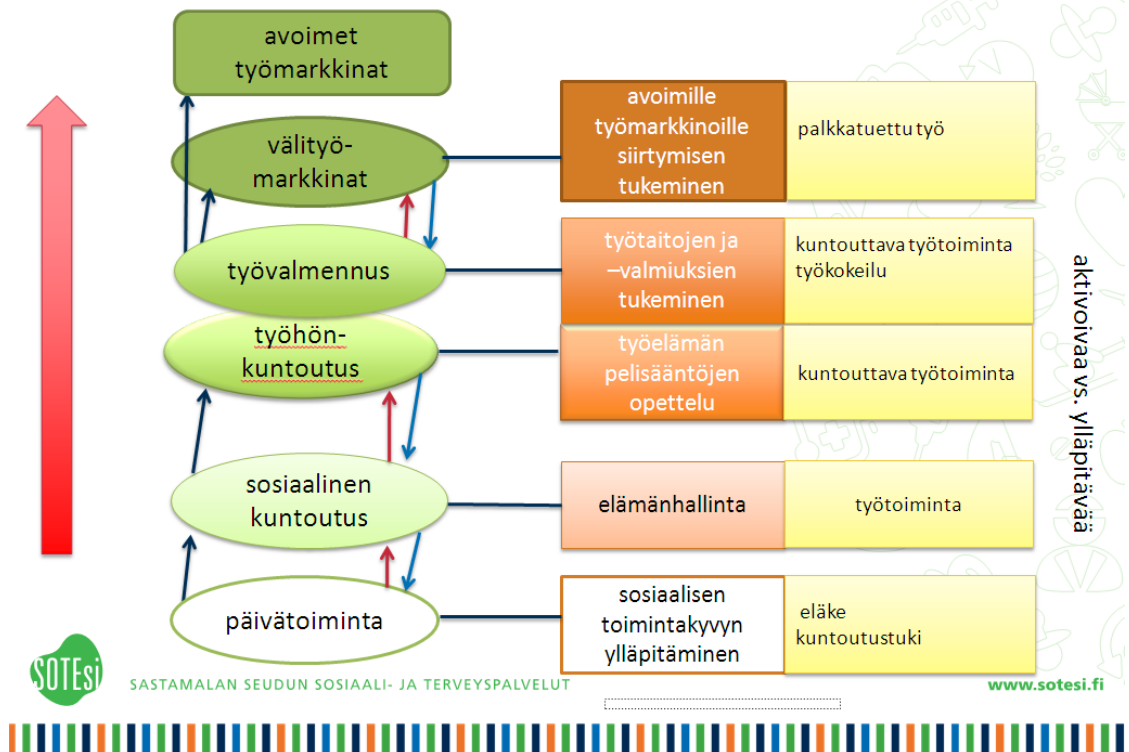 avoimet
työmarkkinat
välityö-
markkinat
avoimille
työmarkkinoille
siirtymisen
tukeminen
palkkatuettu työ
työvalmennus
työtaitojen ja
–valmiuksien
tukeminen
kuntouttava työtoiminta
työkokeilu
työhön-
kuntoutus
työelämän
pelisääntöjen
opettelu
kuntouttava työtoiminta
sosiaalinen
kuntoutus
elämänhallinta
työtoiminta
päivätoiminta
sosiaalisen
toimintakyvyn
ylläpitäminen
eläke
kuntoutustuki
aktivoivaa vs. ylläpitävää
SOTEsi
SASTAMALAN SEUDUN SOSIAALI- JA TERVEYSPALVELUT
www.sotesi.fi